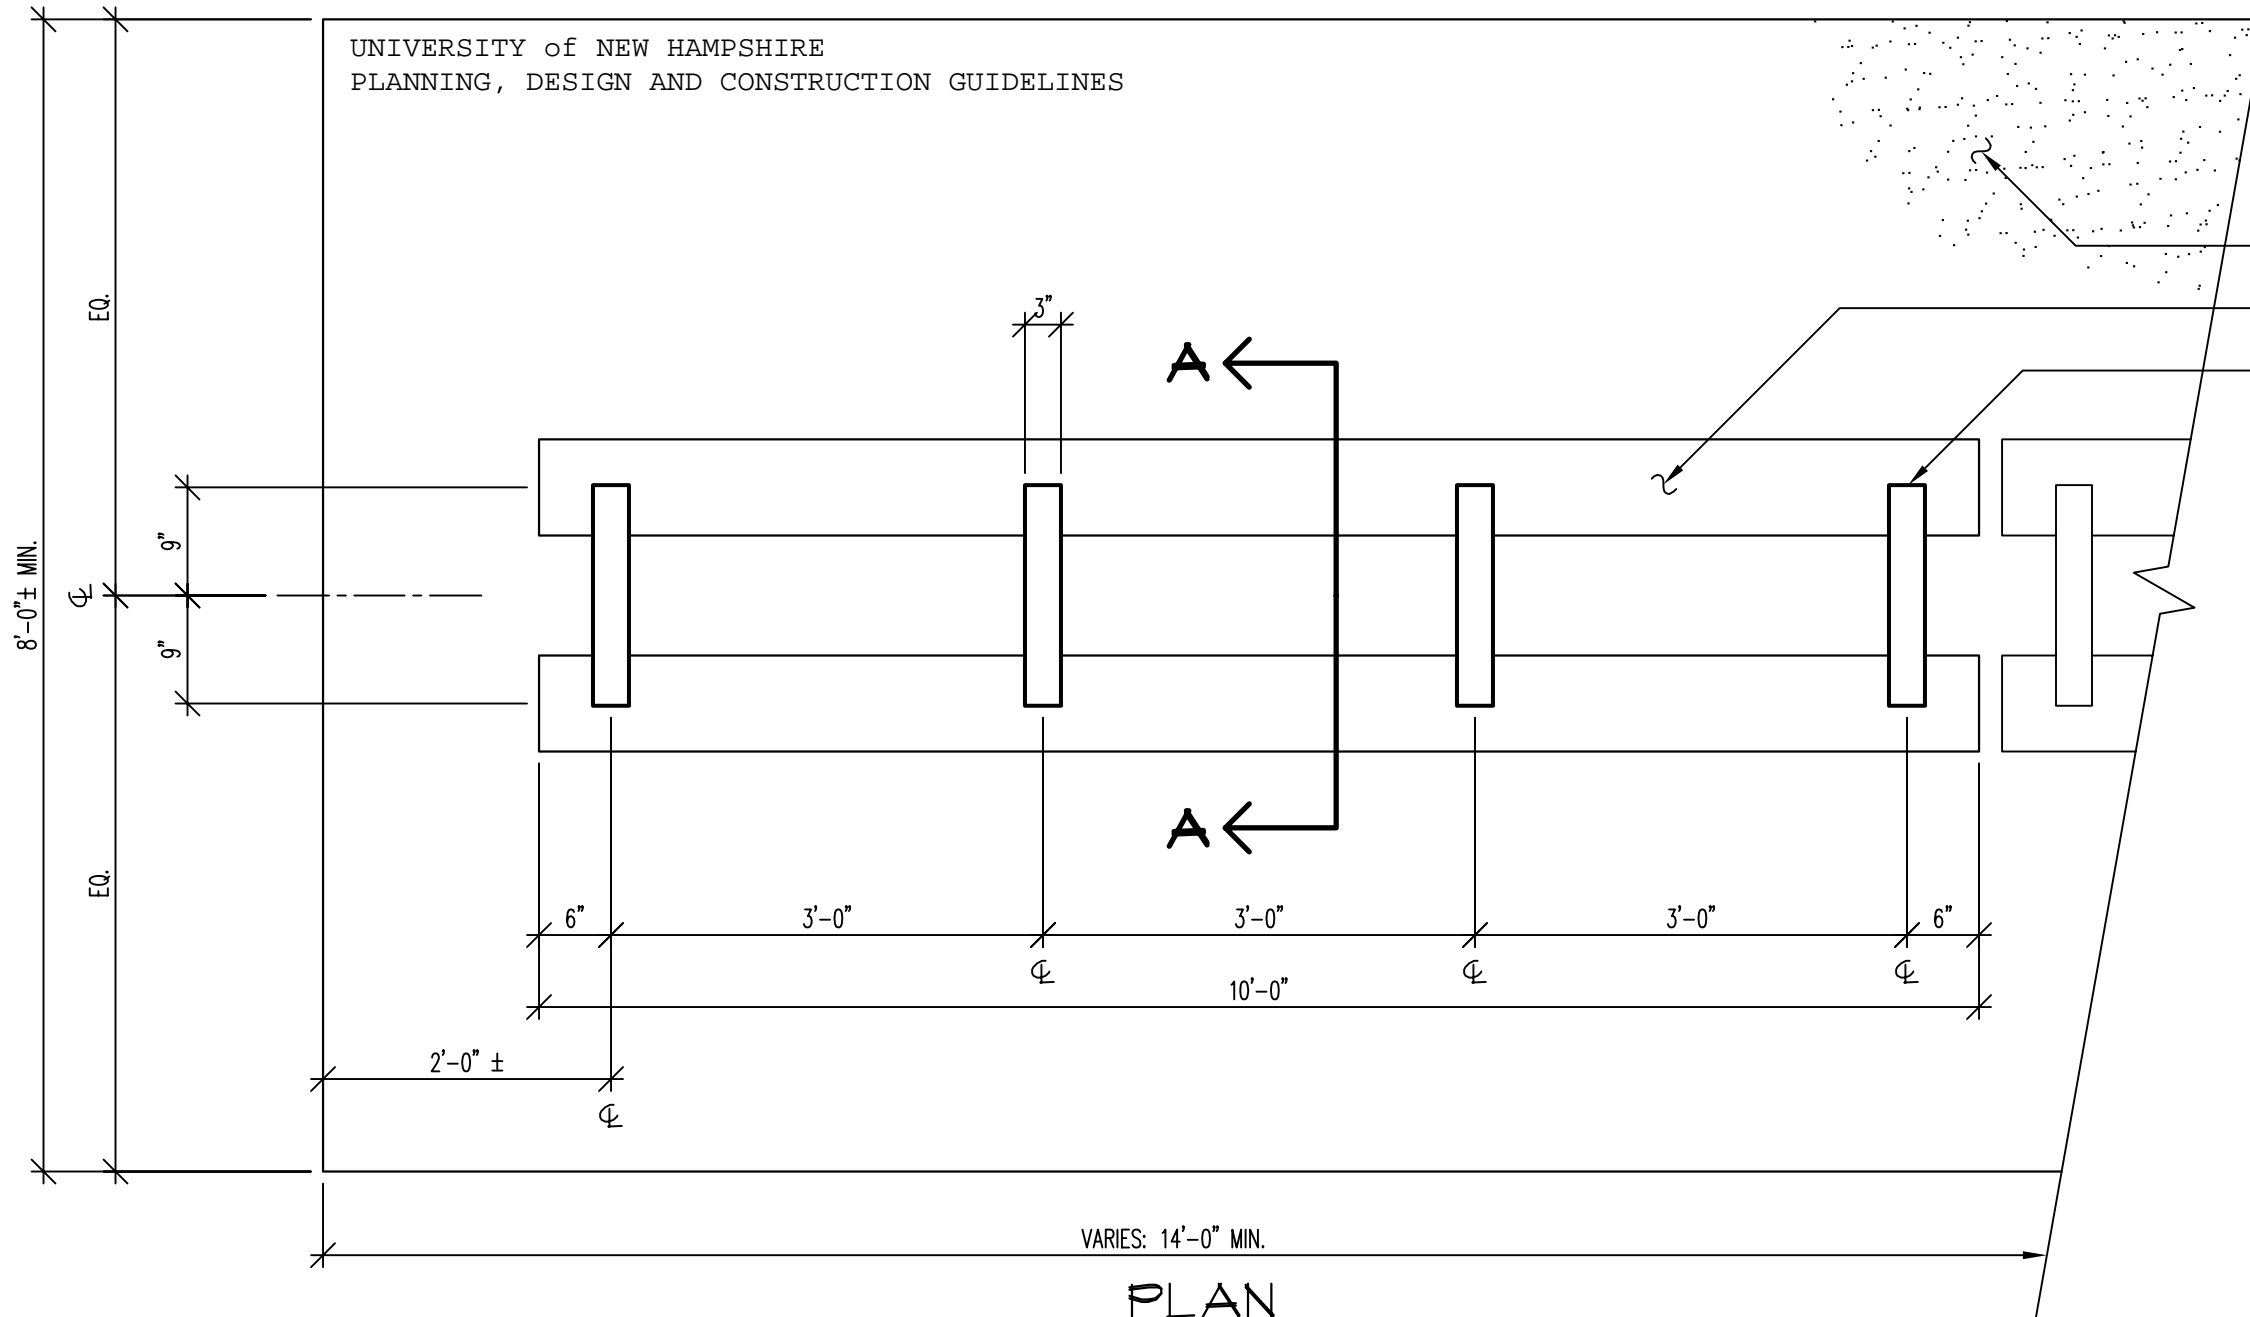 UNIVERSITY of NEW HAMPSHIRE
PLANNING, DESIGN AND CONSTRUCTION GUIDELINES
EQ.
3"
A
9"
8'-0"± MIN.
℄
9"
A
EQ.
6"
3'-0"
3'-0"
3'-0"
6"
℄
℄
℄
10'-0"
2'-0" ±
℄
VARIES: 14'-0" MIN.
PLAN